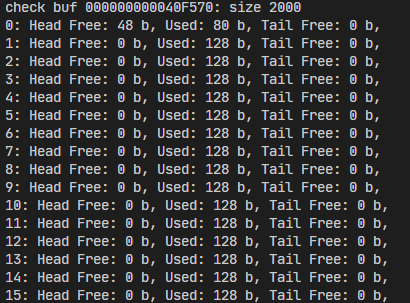 check buf 000000000040F570: size 2000
0: Head Free: 48 b, Used: 80 b, Tail Free: 0 b,
1: Head Free: 0 b, Used: 128 b, Tail Free: 0 b,
2: Head Free: 0 b, Used: 128 b, Tail Free: 0 b,
3: Head Free: 0 b, Used: 128 b, Tail Free: 0 b,
4: Head Free: 0 b, Used: 128 b, Tail Free: 0 b,
5: Head Free: 0 b, Used: 128 b, Tail Free: 0 b,
6: Head Free: 0 b, Used: 128 b, Tail Free: 0 b,
7: Head Free: 0 b, Used: 128 b, Tail Free: 0 b,
8: Head Free: 0 b, Used: 128 b, Tail Free: 0 b,
9: Head Free: 0 b, Used: 128 b, Tail Free: 0 b,
10: Head Free: 0 b, Used: 128 b, Tail Free: 0 b,
11: Head Free: 0 b, Used: 128 b, Tail Free: 0 b,
12: Head Free: 0 b, Used: 128 b, Tail Free: 0 b,
13: Head Free: 0 b, Used: 128 b, Tail Free: 0 b,
14: Head Free: 0 b, Used: 128 b, Tail Free: 0 b,
15: Head Free: 0 b, Used: 128 b, Tail Free: 0 b,